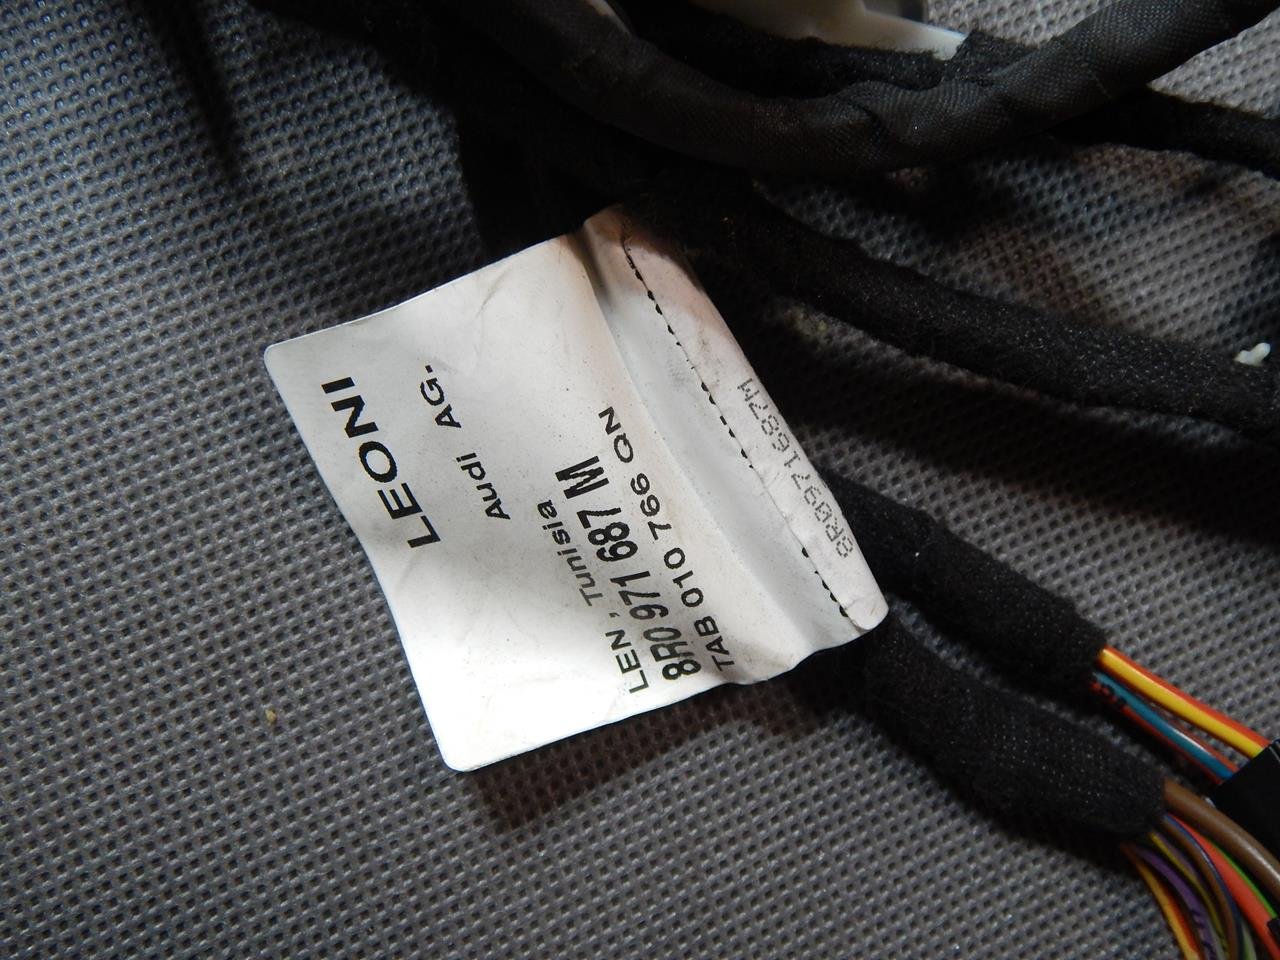 LEONI
Audi AG.
LEN , Tunisia
8R0 971 687 M
TAB 010 766 QN
8R0971687M